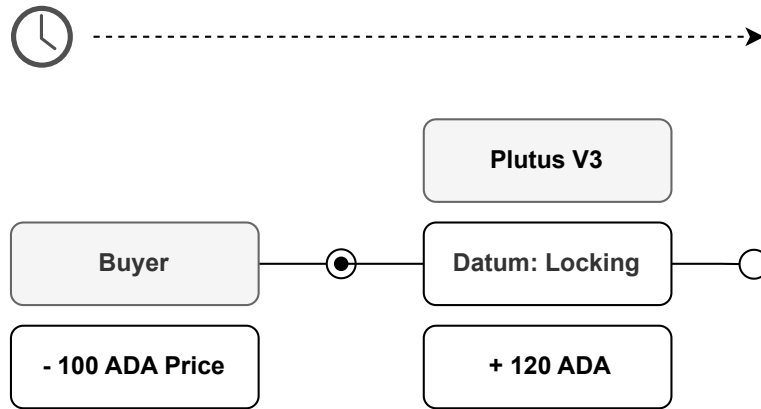 Plutus V3
Buyer
Datum: Locking
- 100 ADA Price
+ 120 ADA